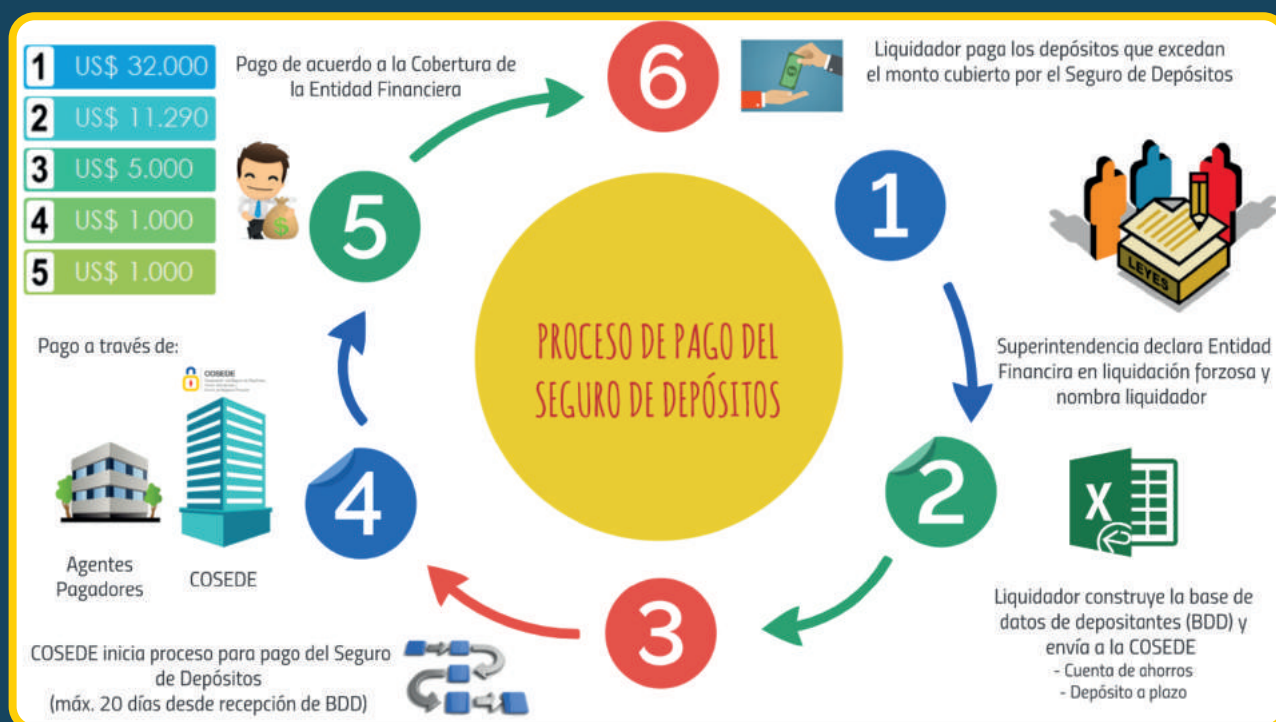 PROCESO DE PAGO DEL
SEGURO DE DEPÓSITOS
1
LEYES
Superintendencia declara Entidad
Financira en liquidación forzosa y
nombra liquidador
2
X
Liquidador construye la base de
datos de depositantes (BDD) y
envía a la COSEDE
- Cuenta de ahorros
- Depósito a plazo
3
COSEDE inicia proceso para pago del Seguro
de Depósitos
(máx. 20 días desde recepción de BDD)
4
Pago a través de:
COSEDE
Agentes
Pagadores
COSEDE
5
Pago de acuerdo a la Cobertura de
la Entidad Financiera
1 US$ 32.000
2 US$ 11.290
3 US$ 5.000
4 US$ 1.000
5 US$ 1.000
$
6
Liquidador paga los depósitos que excedan
el monto cubierto por el Seguro de Depósitos